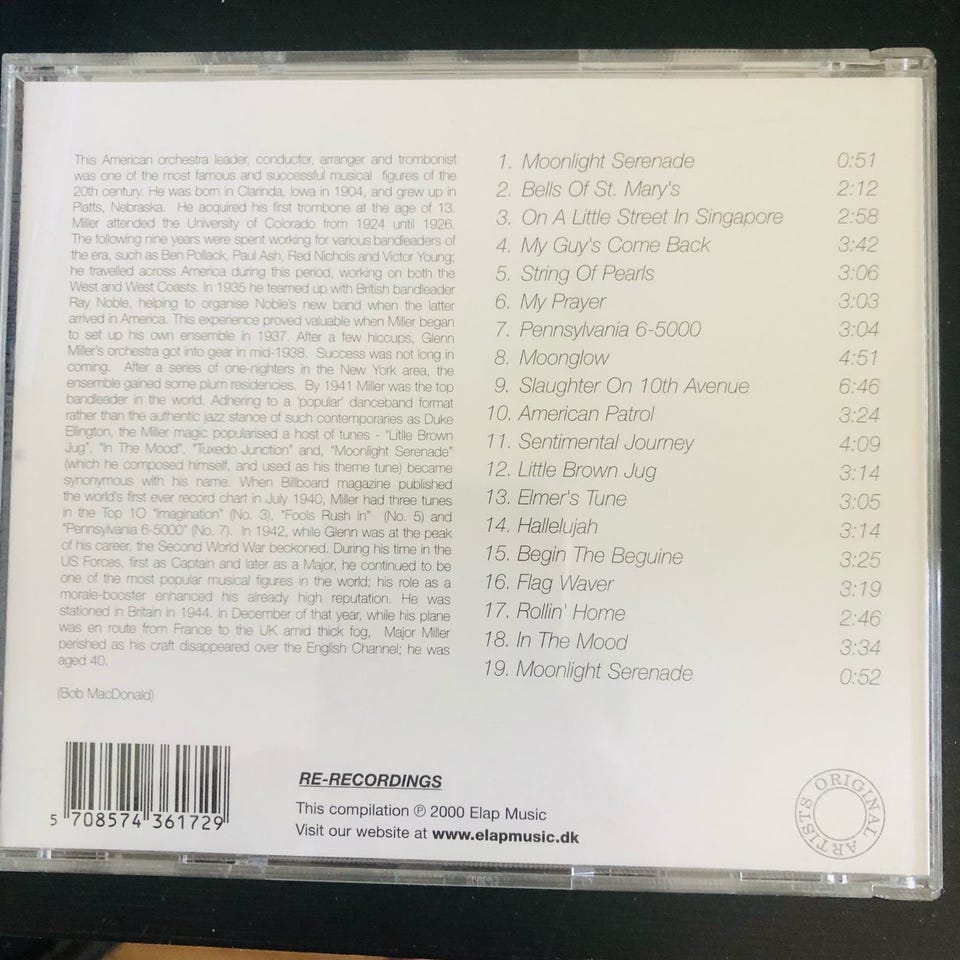 This American orchestra leader, conductor, arranger and trombonist
was one of the most famous and successful musical figures of the
20th century. He was born in Clarinda, Iowa in 1904, and grew up in
Platts, Nebraska. He acquired his first trombone at the age of 13.
Miller attended the University of Colorado from 1924 until 1926.
The following nine years were spent working for various bandleaders of
the era, such as Ben Pollack, Paul Ash, Red Nichols and Victor Young;
he travelled across America during this period, working on both the
West and West Coasts. In 1935 he teamed up with British bandleader
Ray Noble, helping to organise Noble's new band when the latter
arrived in America. This experience proved valuable when Miller began
to set up his own ensemble in 1937. After a few hiccups, Glenn
Miller's orchestra got into gear in mid-1938. Success was not long in
coming. After a series of one-nighters in the New York area, the
ensemble gained some plum residencies. By 1941 Miller was the top
bandleader in the world. Adhering to a 'popular' danceband format
rather than the authentic jazz stance of such contemporaries as Duke
Ellington, the Miller magic popularised a host of tunes - "Litile Brown
Jug", "In The Mood", "Tuxedo Junction" and, "Moonlight Serenade"
(which he composed himself, and used as his theme tune) became
synonymous with his name. When Billboard magazine published
the world's first ever record chart in July 1940, Miller had three tunes
in the Top 10 "Imagination" (No. 3), "Fools Rush In" (No. 5) and
"Pennsylvania 6-5000" (No. 7). In 1942, while Glenn was at the peak
of his career, the Second World War beckoned. During his time in the
US Forces, first as Captain and later as a Major, he continued to be
one of the most popular musical figures in the world; his role as a
morale-booster enhanced his already high reputation. He was
stationed in Britain in 1944. In December of that year, while his plane
was en route from France to the UK amid thick fog, Major Miller
perished as his craft disappeared over the English Channel; he was
aged 40.
(Bob MacDonald)
1. Moonlight Serenade 0:51
2. Bells Of St. Mary's 2:12
3. On A Little Street In Singapore 2:58
4. My Guy's Come Back 3:42
5. String Of Pearls 3:06
6. My Prayer 3:03
7. Pennsylvania 6-5000 3:04
8. Moonglow 4:51
9. Slaughter On 10th Avenue 6:46
10. American Patrol 3:24
11. Sentimental Journey 4:09
12. Little Brown Jug 3:14
13. Elmer's Tune 3:05
14. Hallelujah 3:14
15. Begin The Beguine 3:25
16. Flag Waver 3:19
17. Rollin' Home 2:46
18. In The Mood 3:34
19. Moonlight Serenade 0:52
5 708574 361729
RE-RECORDINGS
This compilation ℗ 2000 Elap Music
Visit our website at www.elapmusic.dk
ORIGINAL ARTISTS